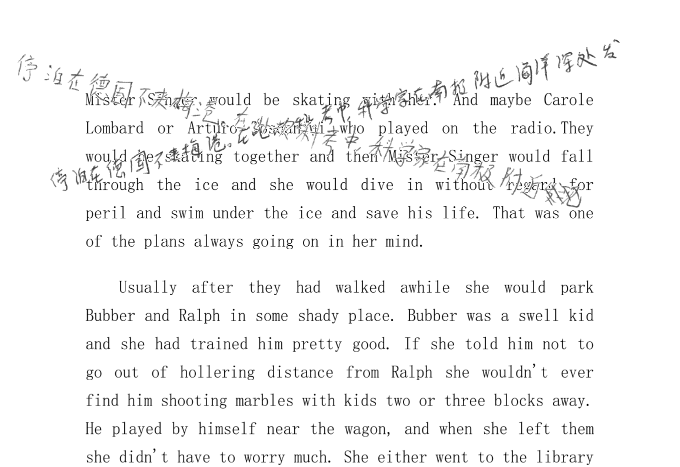 停泊在德国不来梅港。在此次科考中,科学家在南极附近海洋深处发
Mister Singer would be skating with her. And maybe Carole
Lombard or Arturo who played on the radio.They
would be skating together and then Mister Singer would fall
停泊在德国不来梅港。在此次科考中,科学家在南极附近
through the ice and she would dive in without regard for
peril and swim under the ice and save his life. That was one
of the plans always going on in her mind.
Usually after they had walked awhile she would park
Bubber and Ralph in some shady place. Bubber was a swell kid
and she had trained him pretty good. If she told him not to
go out of hollering distance from Ralph she wouldn't ever
find him shooting marbles with kids two or three blocks away.
He played by himself near the wagon, and when she left them
she didn't have to worry much. She either went to the library